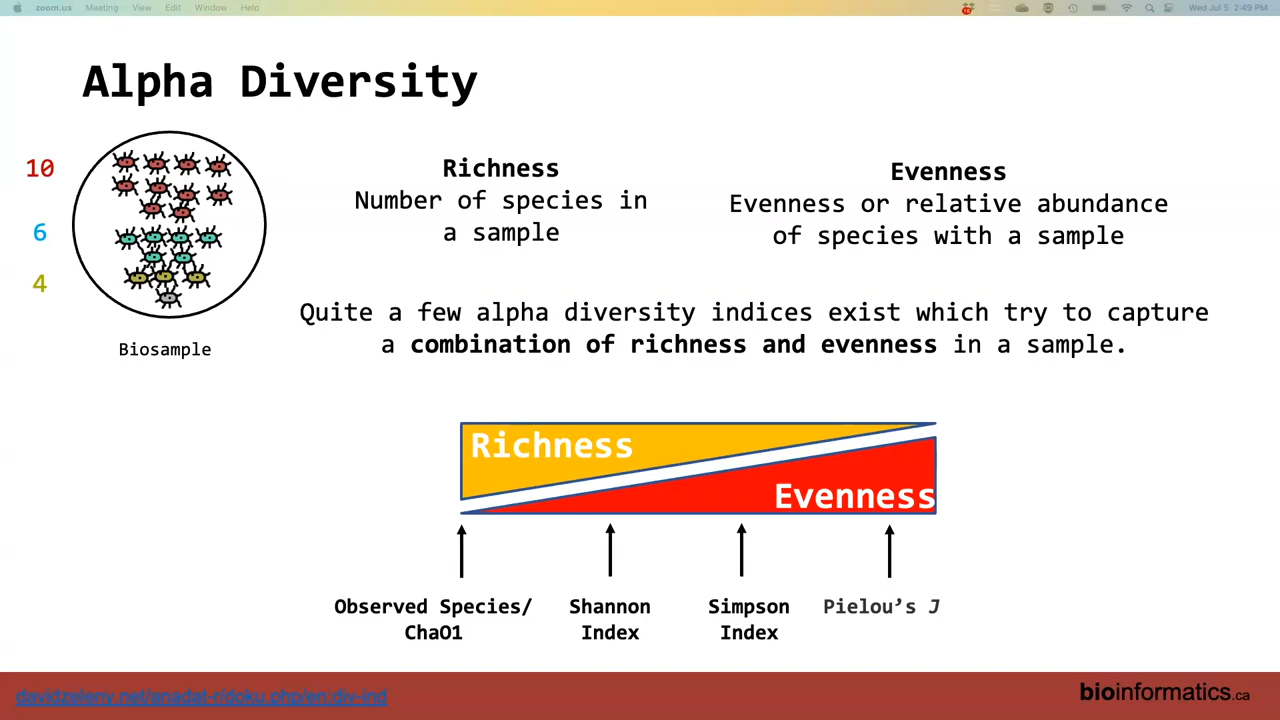 zoom.us Meeting View Edit Window Help
Wed Jul 5 2:49 PM
Alpha Diversity
10
6
4
Biosample
Richness
Number of species in
a sample
Evenness
Evenness or relative abundance
of species with a sample
Quite a few alpha diversity indices exist which try to capture
a combination of richness and evenness in a sample.
Richness
Evenness
Observed Species/
ChaO1
Shannon
Index
Simpson
Index
Pielou’s J
davidzeleny.net/anadat-r/doku.php/en:div-ind
bioinformatics.ca